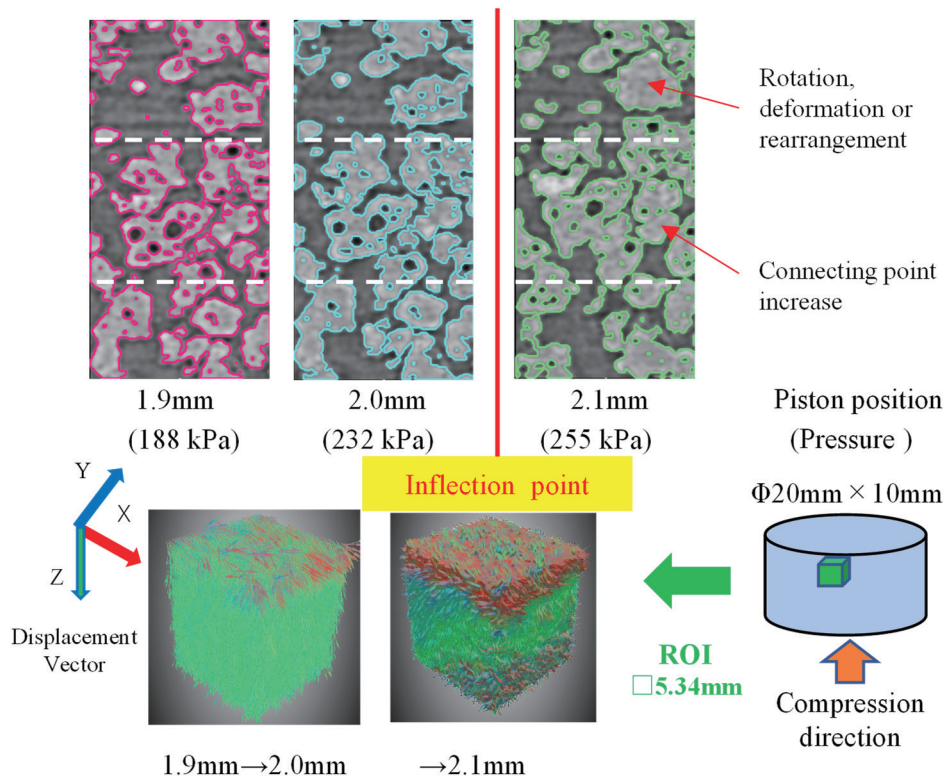 Rotation,
deformation or
rearrangement
Connecting point
increase
1.9mm
2.0mm
2.1mm
Piston position
(188 kPa)
(232 kPa)
(255 kPa)
(Pressure )
Inflection point
Y
X
Z
Displacement
Vector
Φ20mm × 10mm
ROI
□5.34mm
Compression
direction
1.9mm→2.0mm
→2.1mm